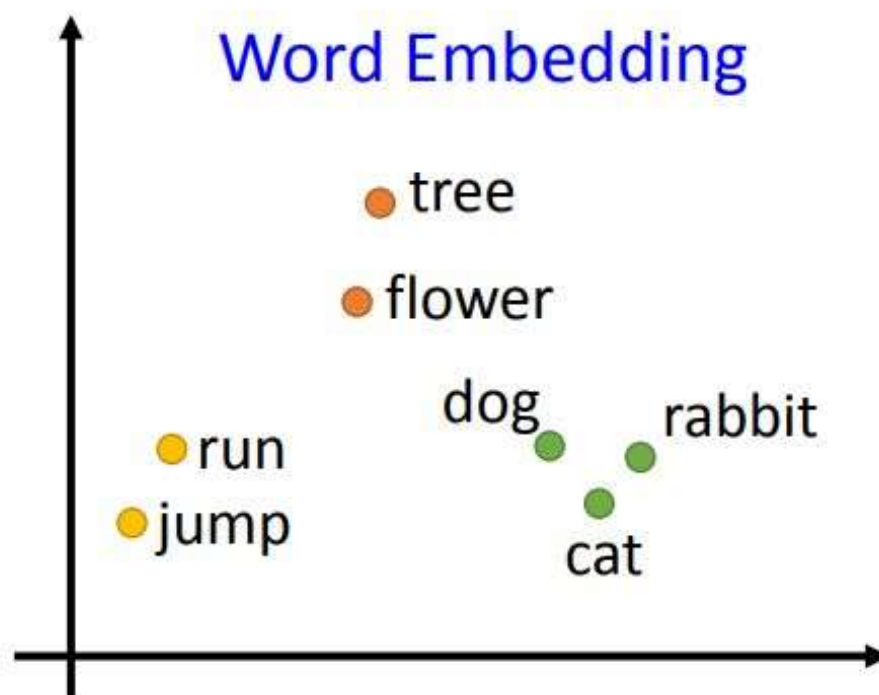 Word Embedding
tree
flower
dog
rabbit
run
jump
cat